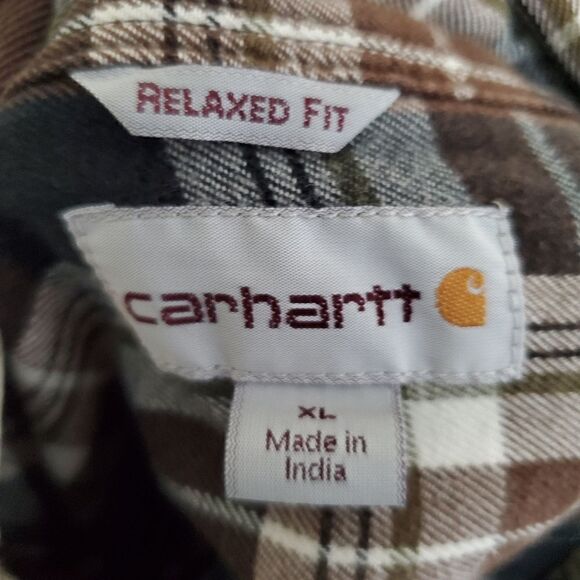 RELAXED FIT
carhartt
XL
Made in
India